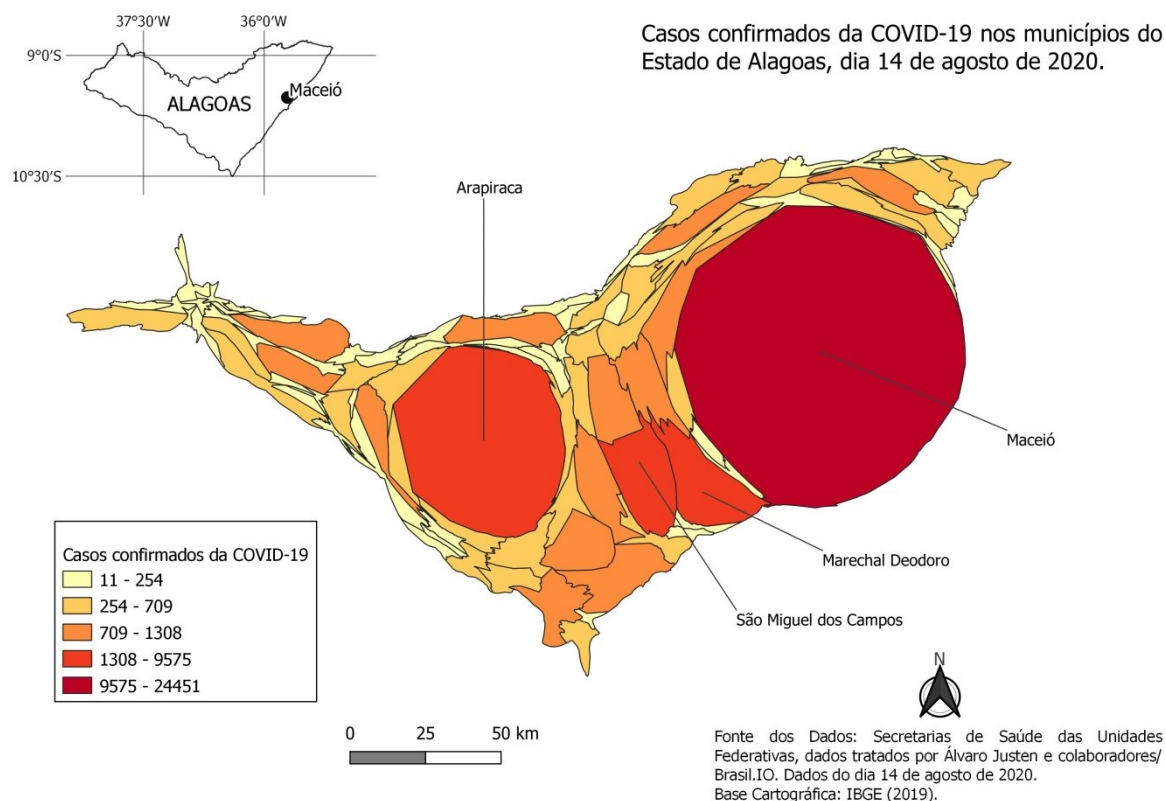 Casos confirmados da COVID-19 nos municípios do
Estado de Alagoas, dia 14 de agosto de 2020.
37°30'W
36°0'W
9°0'S
10°30'S
ALAGOAS
Maceió
Arapiraca
Maceió
Marechal Deodoro
São Miguel dos Campos
Casos confirmados da COVID-19
11 - 254
254 - 709
709 - 1308
1308 - 9575
9575 - 24451
0 25 50 km
N
Fonte dos Dados: Secretarias de Saúde das Unidades
Federativas, dados tratados por Álvaro Justen e colaboradores/
Brasil.IO. Dados do dia 14 de agosto de 2020.
Base Cartográfica: IBGE (2019).